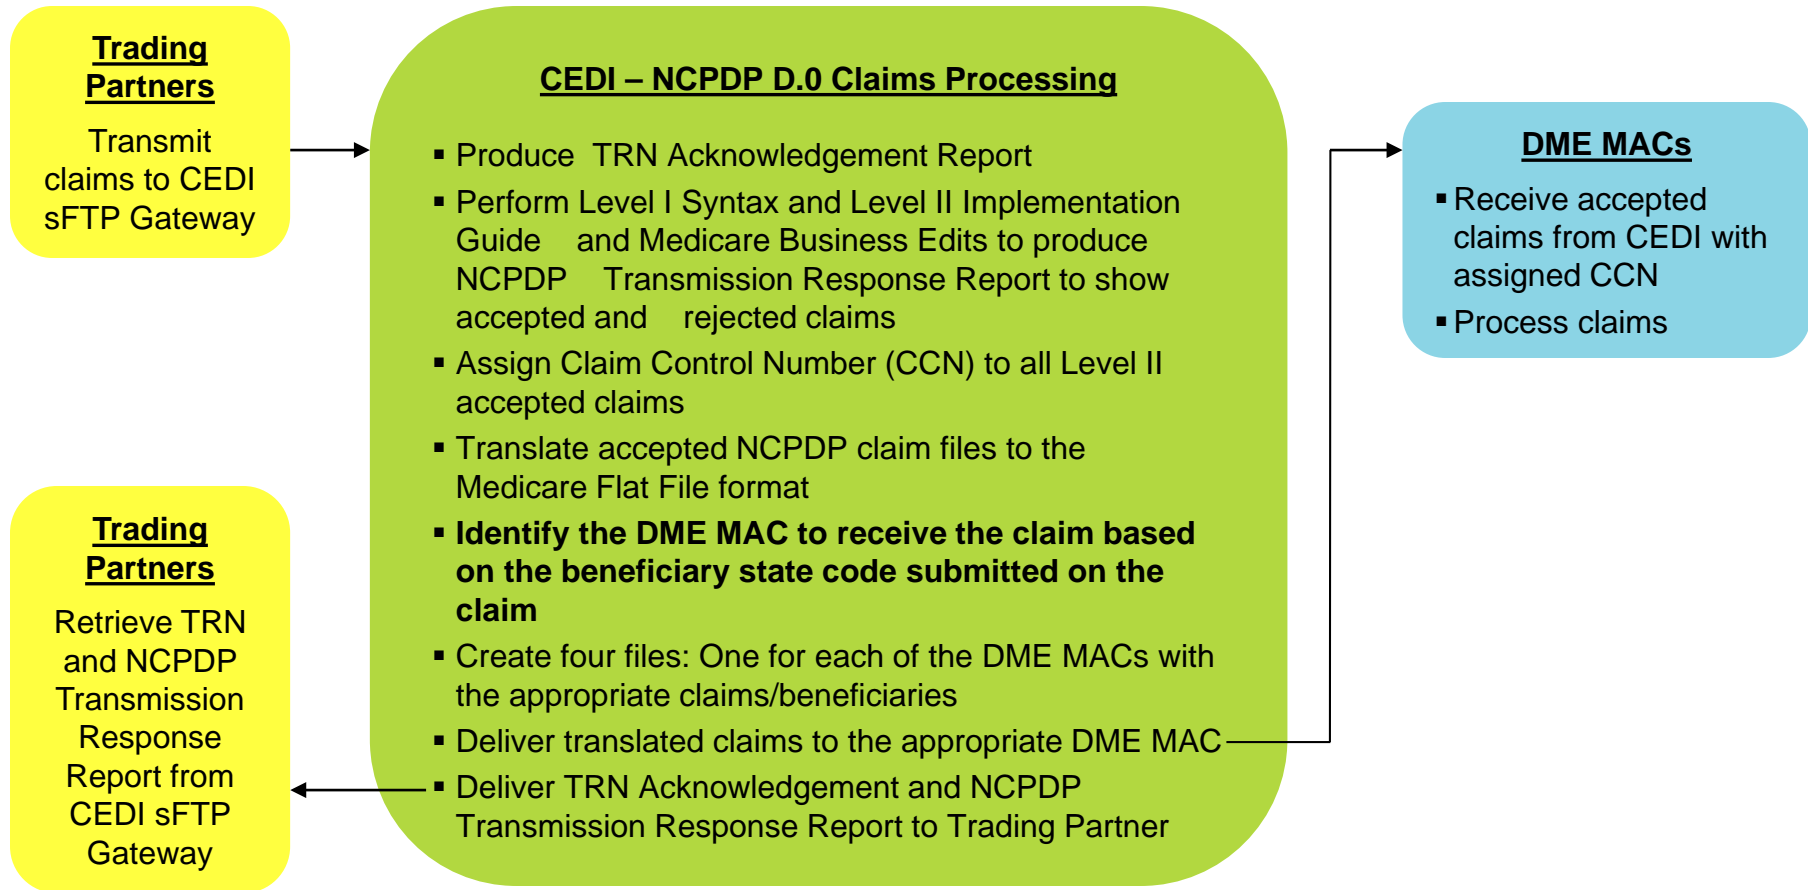 Trading
Partners
Transmit
claims to CEDI
sFTP Gateway
CEDI – NCPDP D.0 Claims Processing
▪ Produce TRN Acknowledgement Report
▪ Perform Level I Syntax and Level II Implementation
Guide and Medicare Business Edits to produce
NCPDP Transmission Response Report to show
accepted and rejected claims
▪ Assign Claim Control Number (CCN) to all Level II
accepted claims
▪ Translate accepted NCPDP claim files to the
Medicare Flat File format
▪ Identify the DME MAC to receive the claim based
on the beneficiary state code submitted on the
claim
▪ Create four files: One for each of the DME MACs with
the appropriate claims/beneficiaries
▪ Deliver translated claims to the appropriate DME MAC
▪ Deliver TRN Acknowledgement and NCPDP
Transmission Response Report to Trading Partner
DME MACs
▪ Receive accepted
claims from CEDI with
assigned CCN
▪ Process claims
Trading
Partners
Retrieve TRN
and NCPDP
Transmission
Response
Report from
CEDI sFTP
Gateway